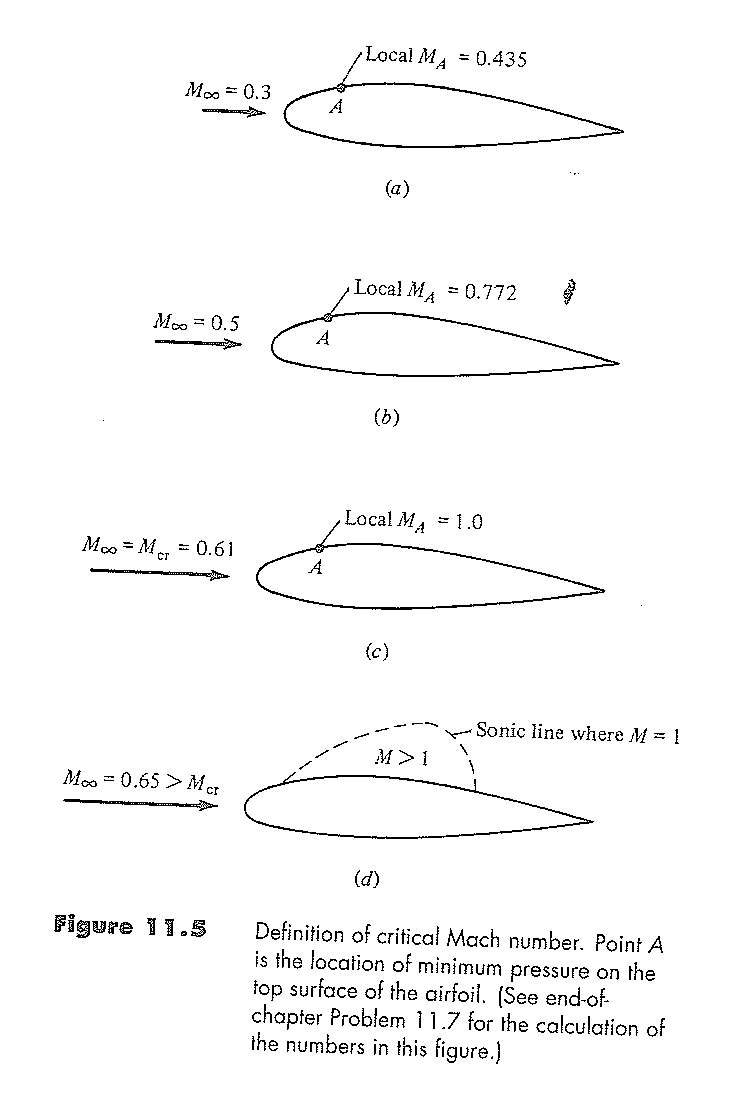 Local M_A = 0.435
M∞ = 0.3
A
(a)
Local M_A = 0.772
M∞ = 0.5
A
(b)
Local M_A = 1.0
M∞ = M_cr = 0.61
A
(c)
Sonic line where M = 1
M > 1
M∞ = 0.65 > M_cr
(d)
Figure 11.5 Definition of critical Mach number. Point A
is the location of minimum pressure on the
top surface of the airfoil. (See end-of-
chapter Problem 11.7 for the calculation of
the numbers in this figure.)